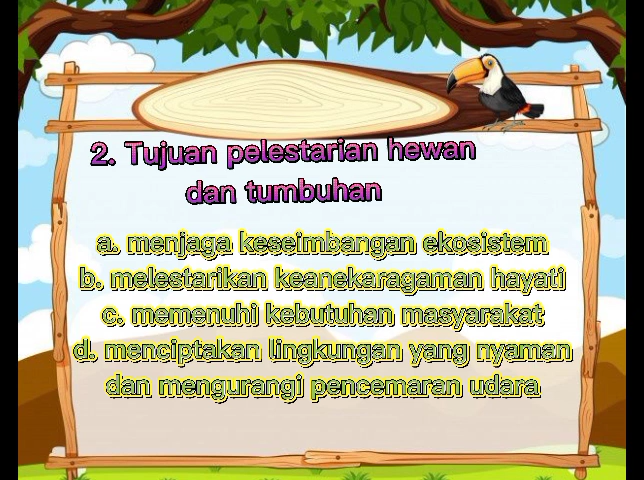 2. Tujuan pelestarian hewan
dan tumbuhan
a. menjaga keseimbangan ekosistem
b. melestarikan keanekaragaman hayati
c. memenuhi kebutuhan masyarakat
d. menciptakan lingkungan yang nyaman
dan mengurangi pencemaran udara